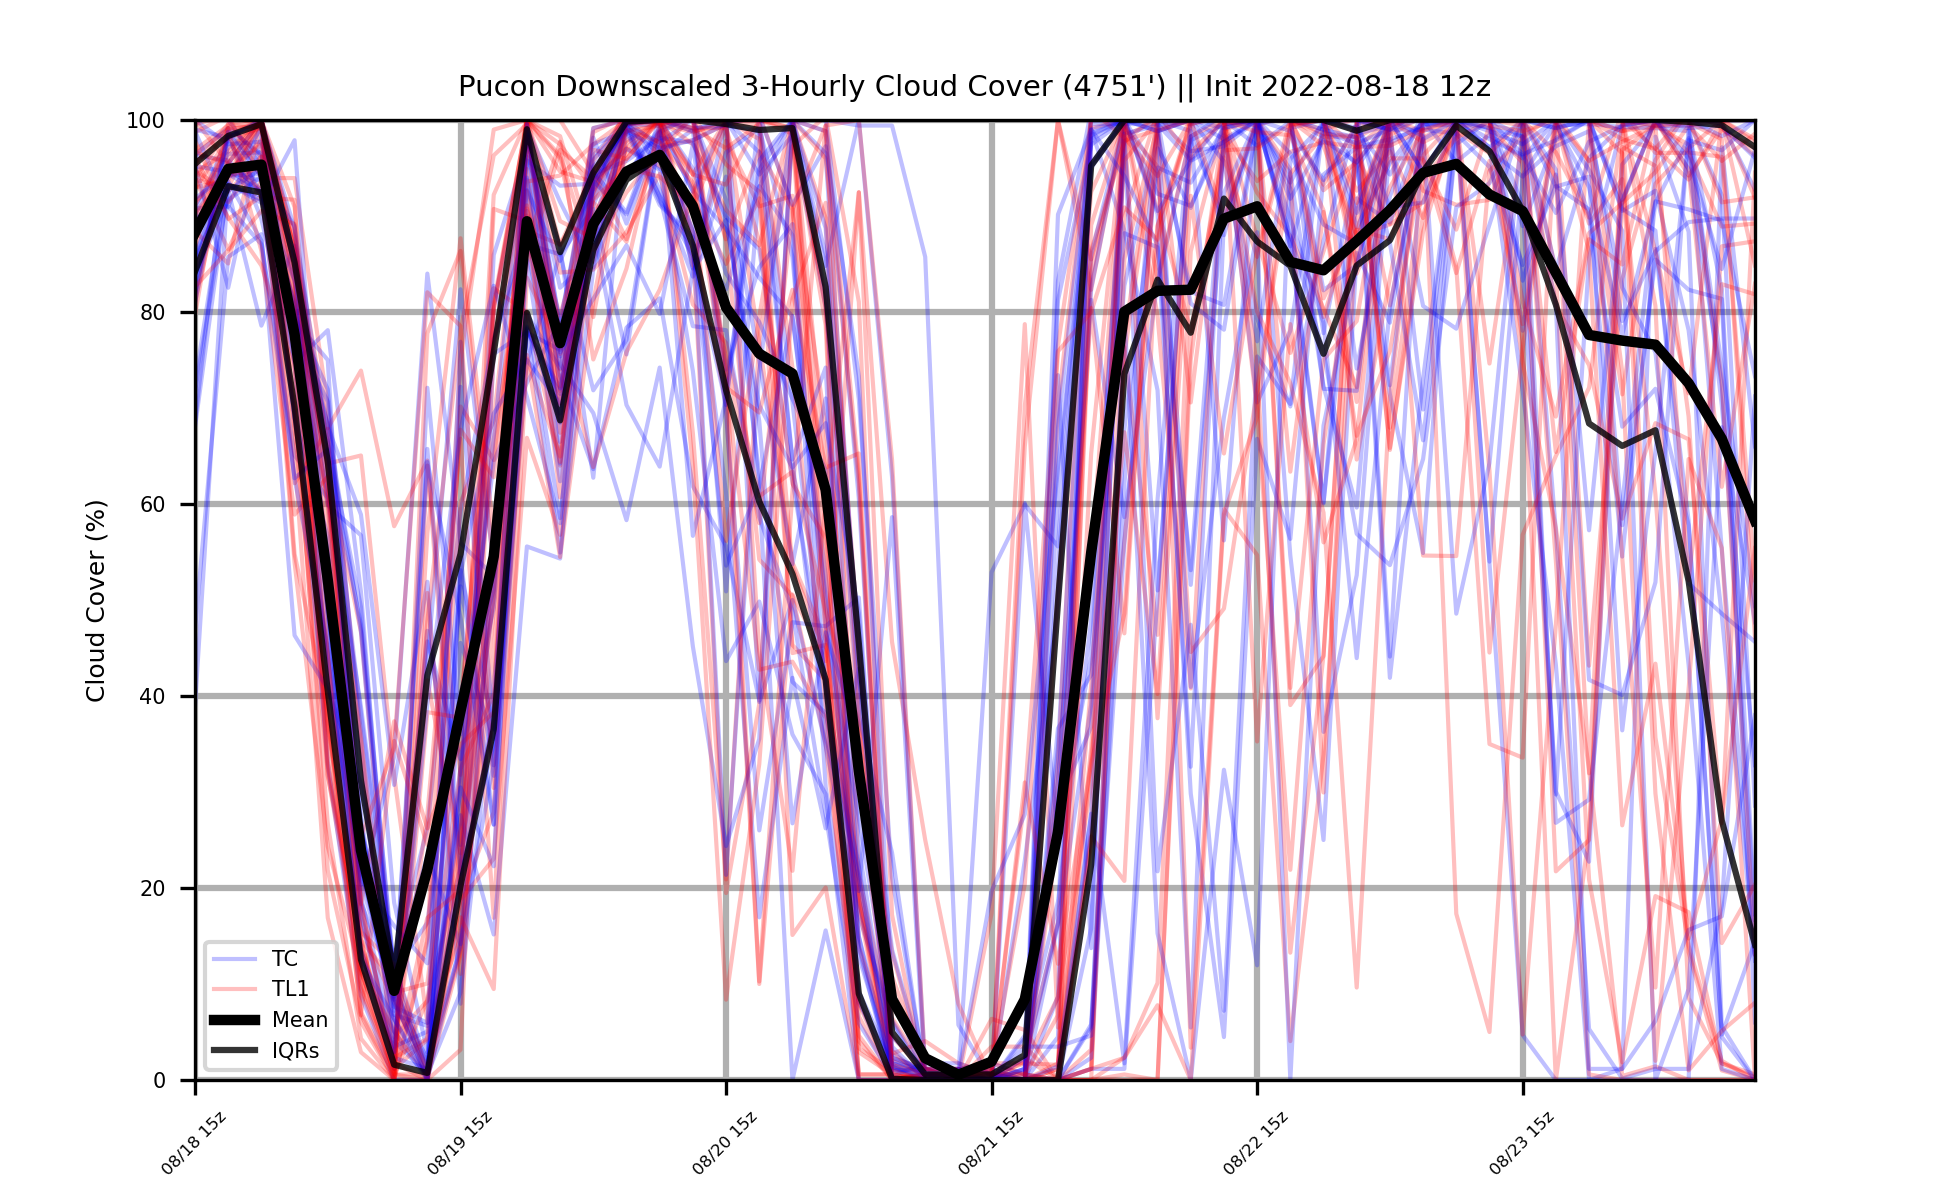 Pucon Downscaled 3-Hourly Cloud Cover (4751') || Init 2022-08-18 12z
Cloud Cover (%)
100
80
60
40
20
0
TC
TL1
Mean
IQRs
08/18 15z
08/19 15z
08/20 15z
08/21 15z
08/22 15z
08/23 15z